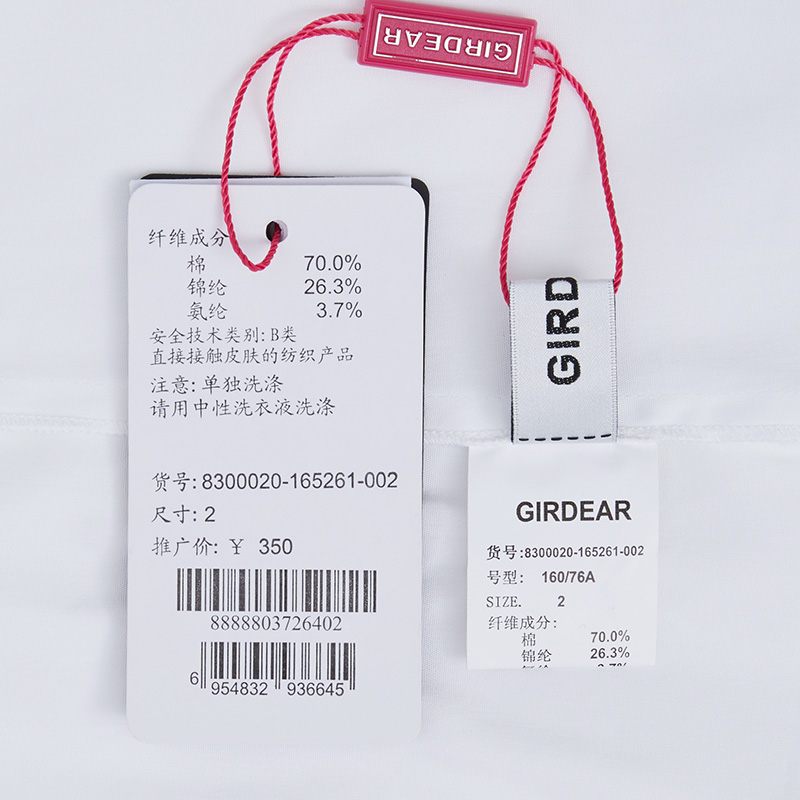 GIRDEAR
纤维成分
棉 70.0%
锦纶 26.3%
氨纶 3.7%
安全技术类别:B类
直接接触皮肤的纺织产品
注意:单独洗涤
请用中性洗衣液洗涤
货号:8300020-165261-002
尺寸:2
推广价:¥ 350
8888803726402
6 954832 936645
GIRD
GIRDEAR
货号:8300020-165261-002
号型: 160/76A
SIZE. 2
纤维成分:
棉 70.0%
锦纶 26.3%